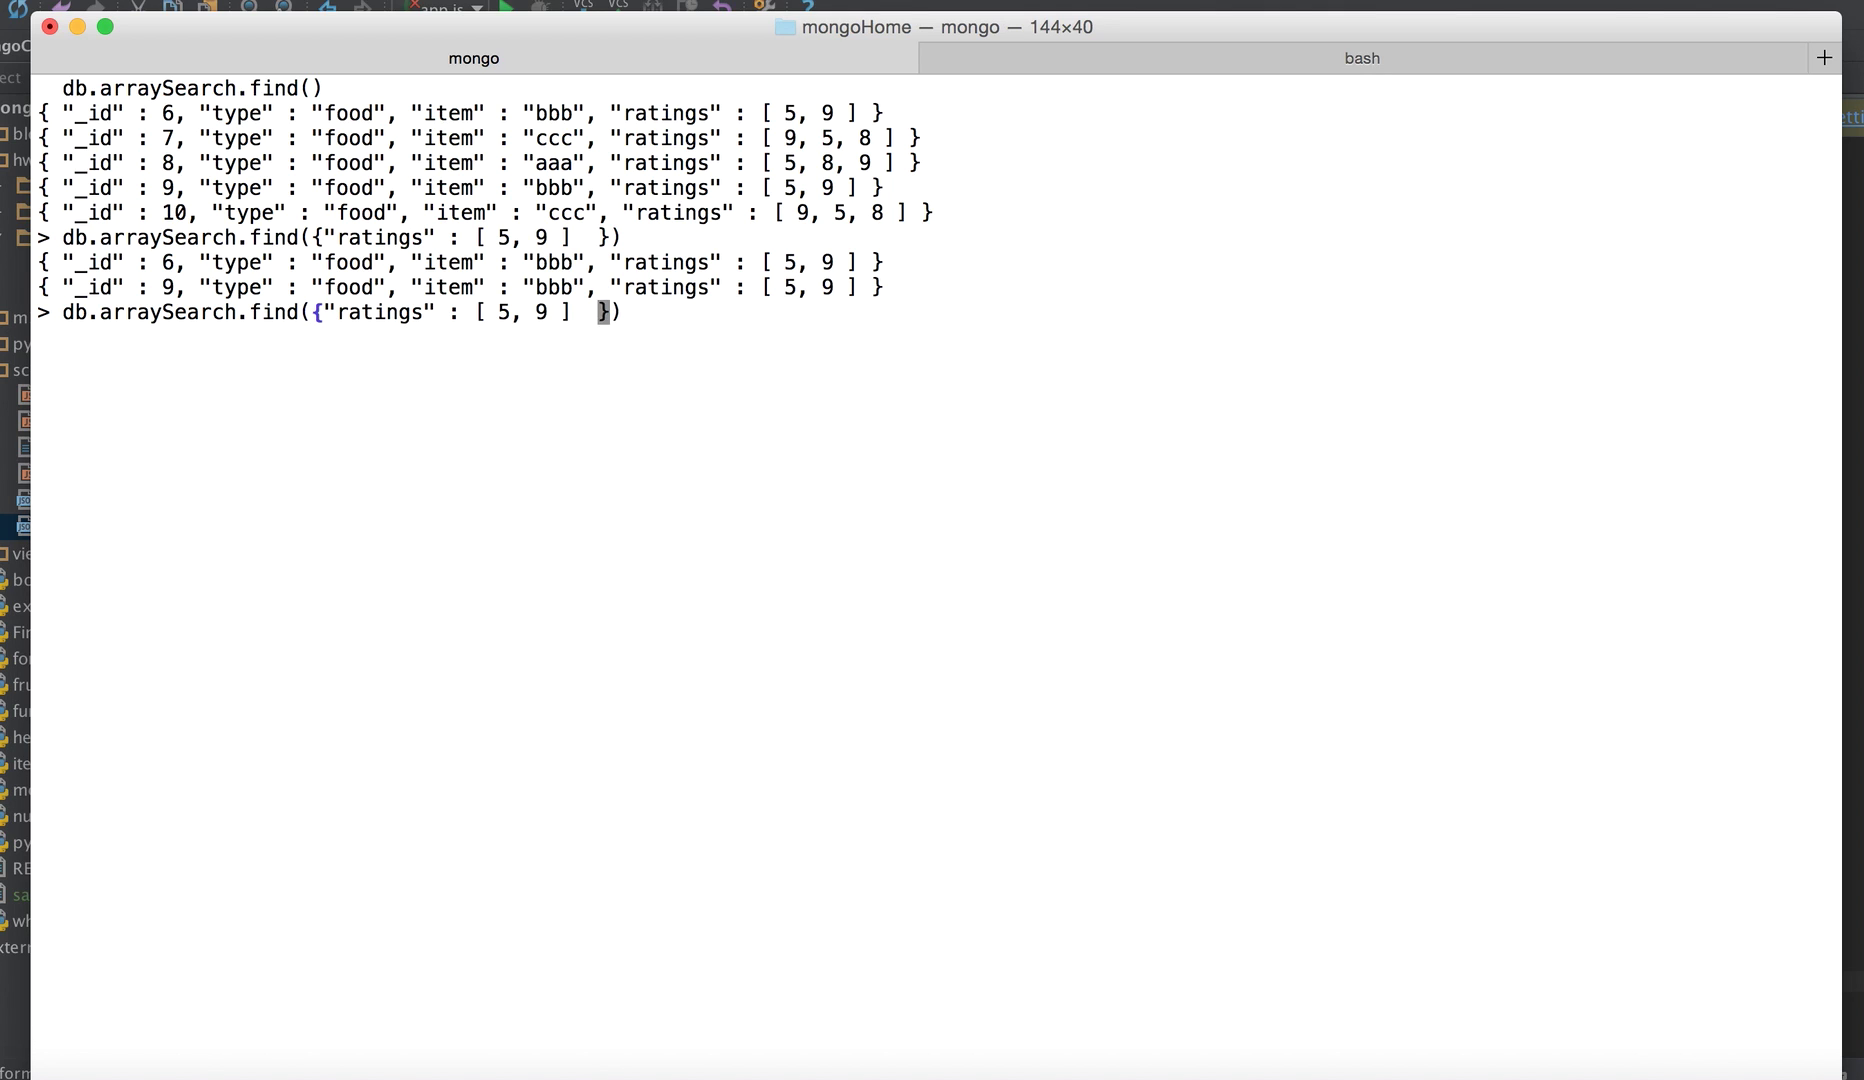 mongoHome — mongo — 144×40
mongo
bash
+
db.arraySearch.find()
{ "_id" : 6, "type" : "food", "item" : "bbb", "ratings" : [ 5, 9 ] }
{ "_id" : 7, "type" : "food", "item" : "ccc", "ratings" : [ 9, 5, 8 ] }
{ "_id" : 8, "type" : "food", "item" : "aaa", "ratings" : [ 5, 8, 9 ] }
{ "_id" : 9, "type" : "food", "item" : "bbb", "ratings" : [ 5, 9 ] }
{ "_id" : 10, "type" : "food", "item" : "ccc", "ratings" : [ 9, 5, 8 ] }
> db.arraySearch.find({"ratings" : [ 5, 9 ]  })
{ "_id" : 6, "type" : "food", "item" : "bbb", "ratings" : [ 5, 9 ] }
{ "_id" : 9, "type" : "food", "item" : "bbb", "ratings" : [ 5, 9 ] }
> db.arraySearch.find({"ratings" : [ 5, 9 ]  })